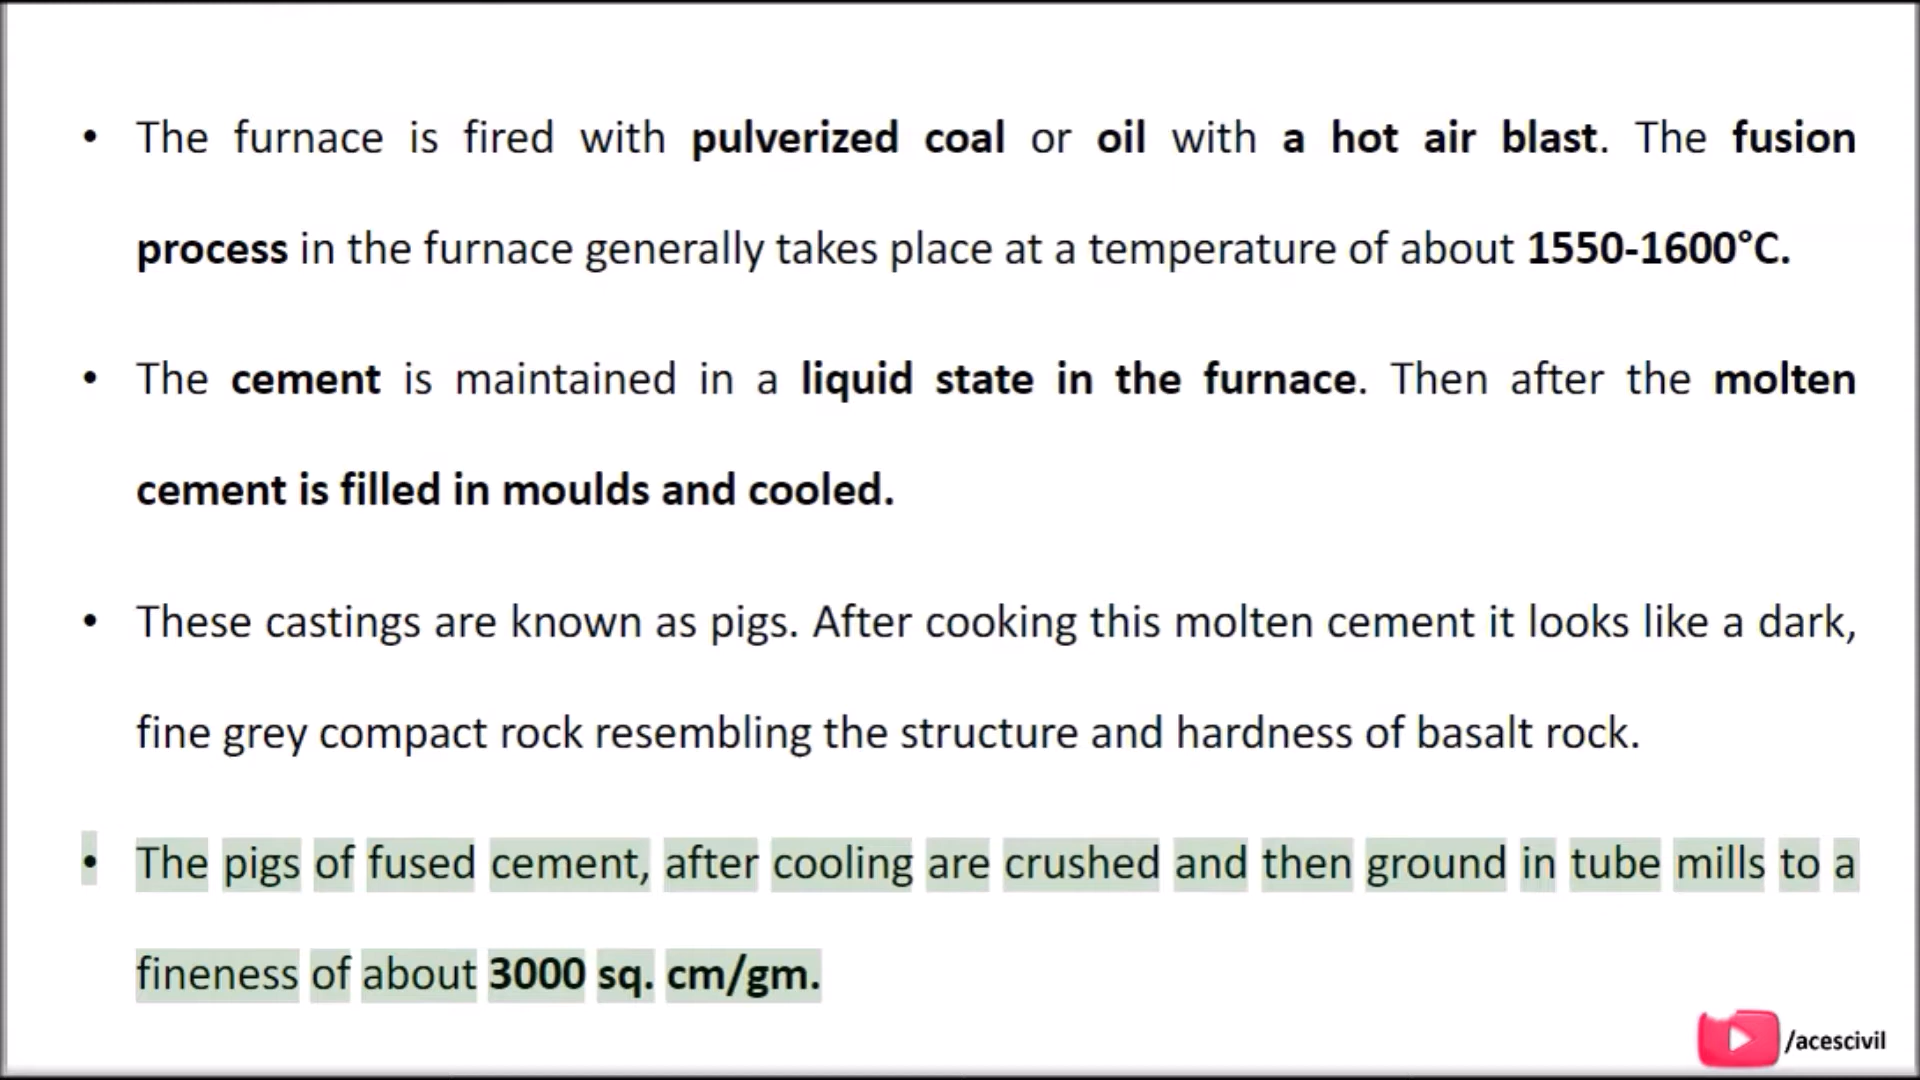 • The furnace is fired with pulverized coal or oil with a hot air blast. The fusion
process in the furnace generally takes place at a temperature of about 1550-1600°C.
• The cement is maintained in a liquid state in the furnace. Then after the molten
cement is filled in moulds and cooled.
• These castings are known as pigs. After cooking this molten cement it looks like a dark,
fine grey compact rock resembling the structure and hardness of basalt rock.
• The pigs of fused cement, after cooling are crushed and then ground in tube mills to a
fineness of about 3000 sq. cm/gm.
/acescivil